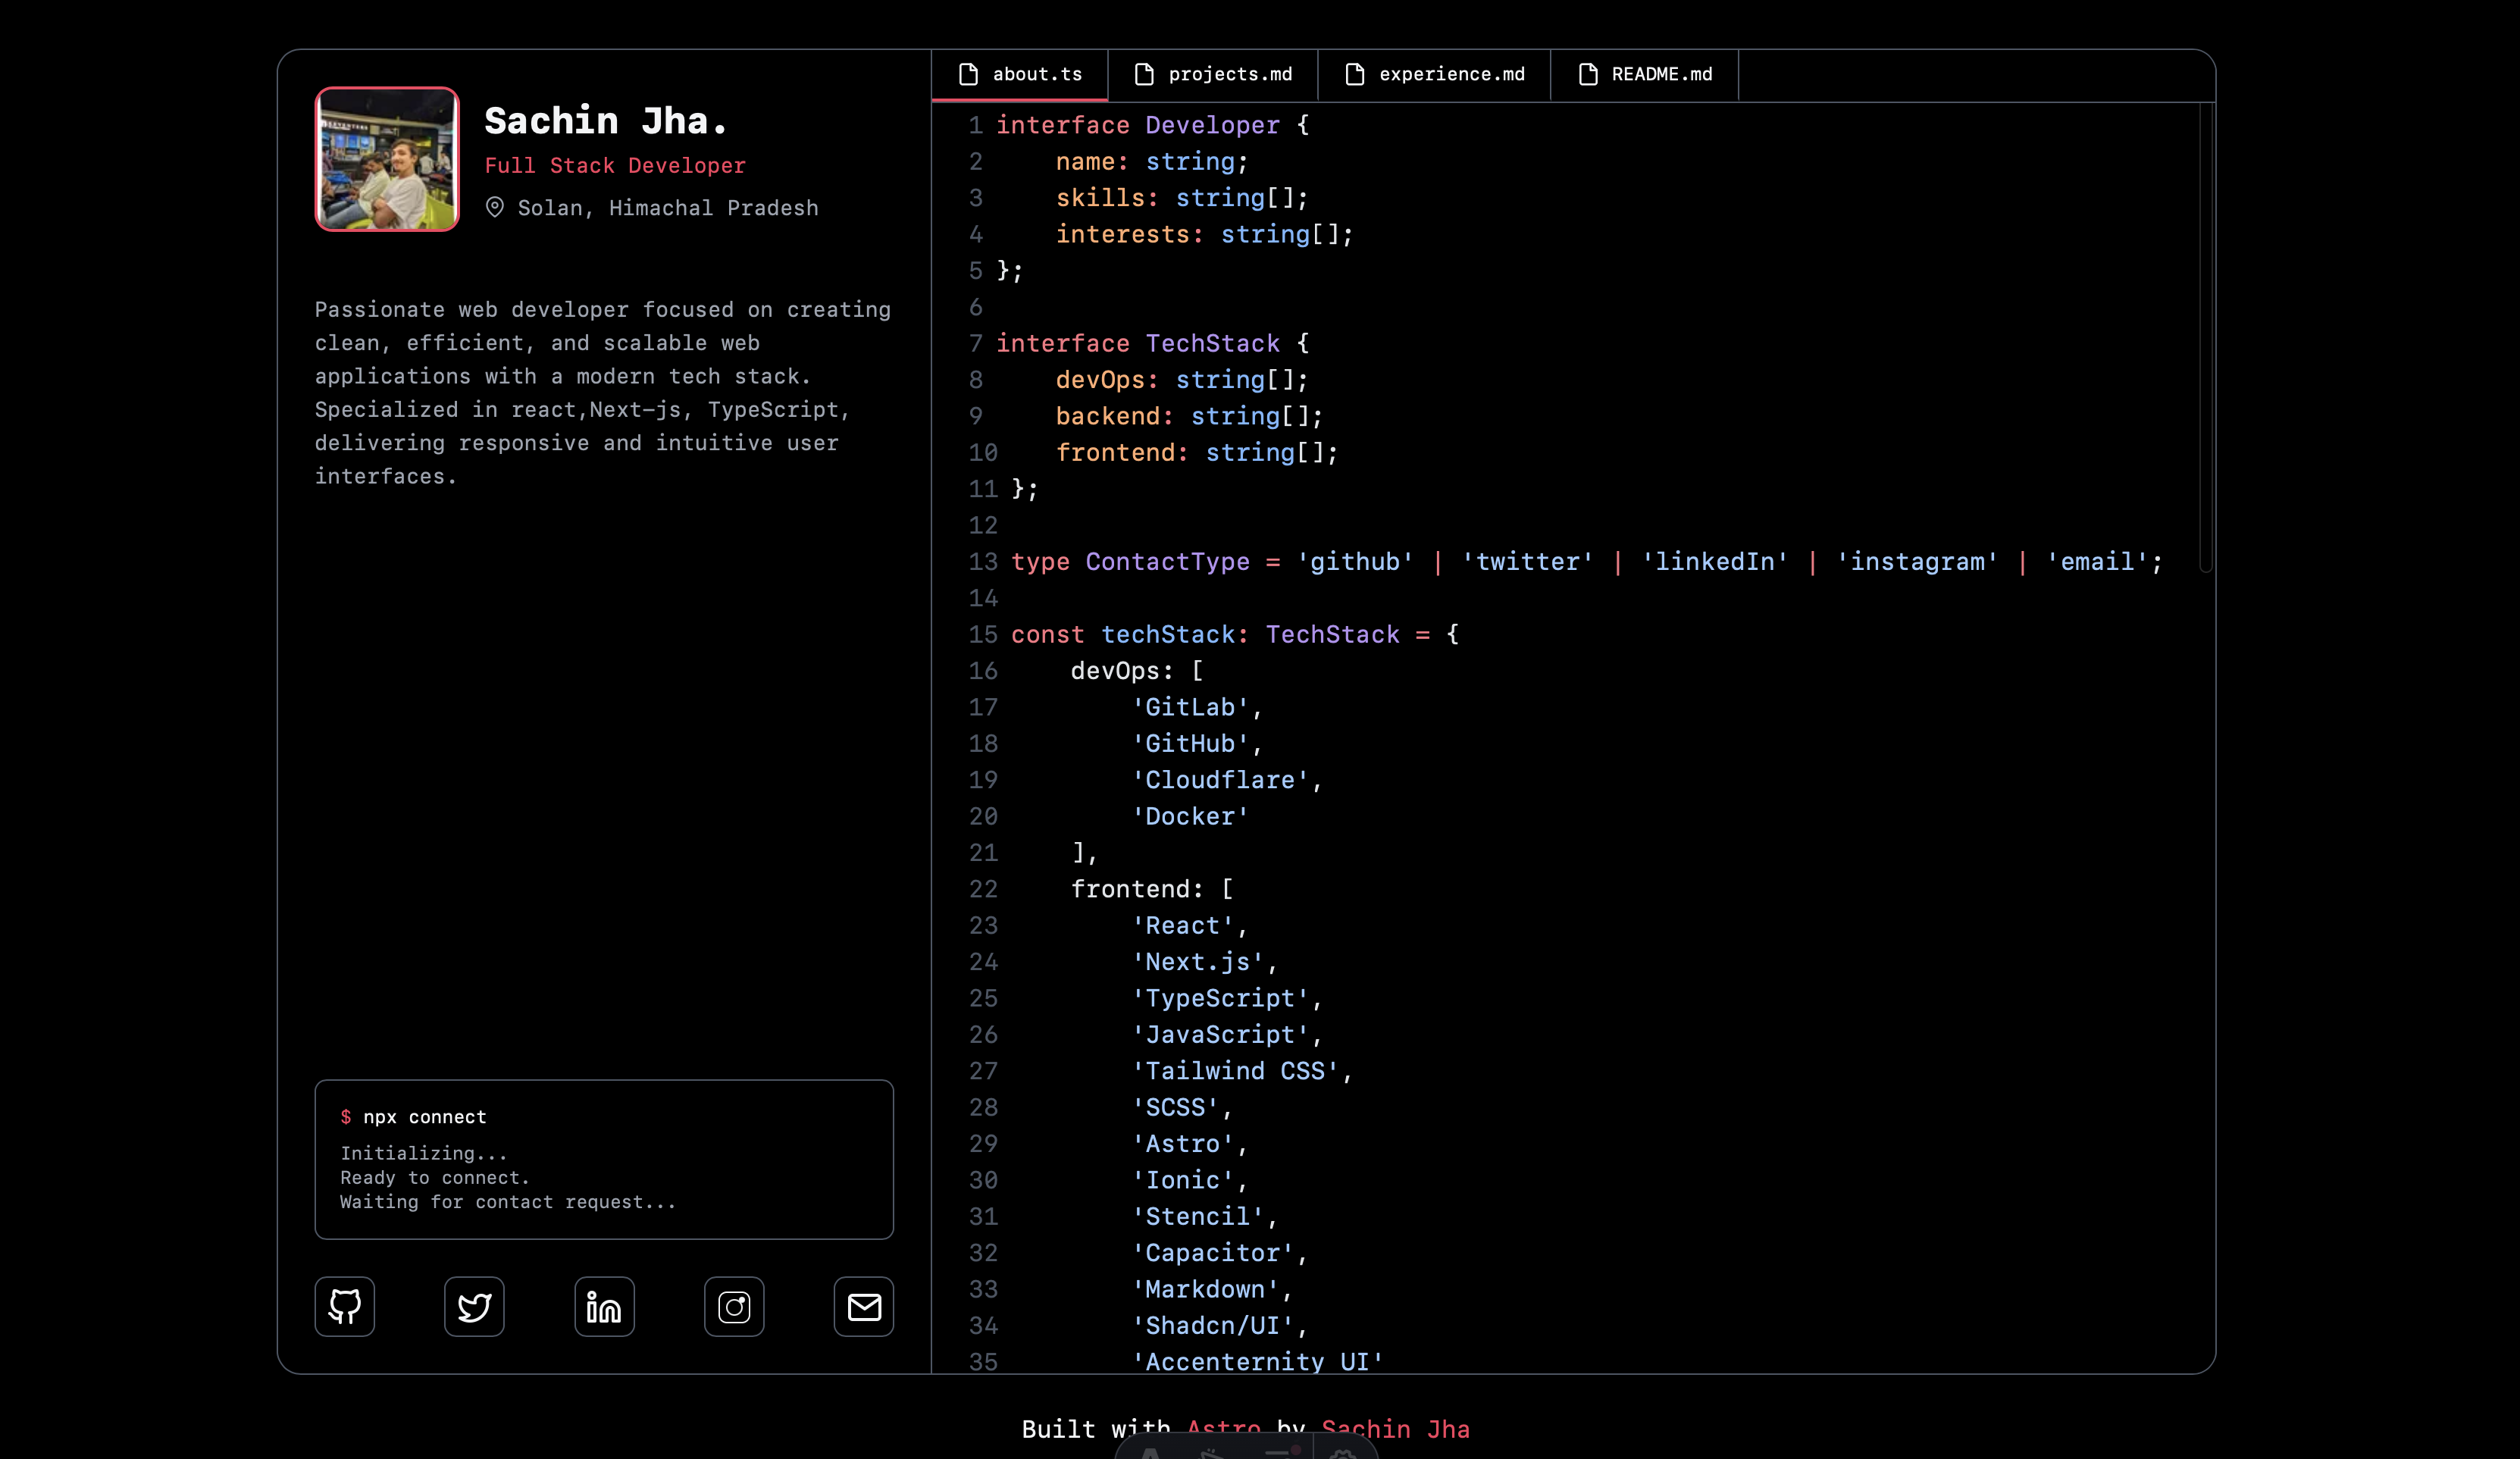 Sachin Jha.
Full Stack Developer
Solan, Himachal Pradesh
Passionate web developer focused on creating
clean, efficient, and scalable web
applications with a modern tech stack.
Specialized in react,Next-js, TypeScript,
delivering responsive and intuitive user
interfaces.
$ npx connect
Initializing...
Ready to connect.
Waiting for contact request...
about.ts
projects.md
experience.md
README.md
1 interface Developer {
2     name: string;
3     skills: string[];
4     interests: string[];
5 };
6
7 interface TechStack {
8     devOps: string[];
9     backend: string[];
10    frontend: string[];
11 };
12
13 type ContactType = 'github' | 'twitter' | 'linkedIn' | 'instagram' | 'email';
14
15 const techStack: TechStack = {
16     devOps: [
17         'GitLab',
18         'GitHub',
19         'Cloudflare',
20         'Docker'
21     ],
22     frontend: [
23         'React',
24         'Next.js',
25         'TypeScript',
26         'JavaScript',
27         'Tailwind CSS',
28         'SCSS',
29         'Astro',
30         'Ionic',
31         'Stencil',
32         'Capacitor',
33         'Markdown',
34         'Shadcn/UI',
35         'Accenternity UI'
Built with Astro by Sachin Jha